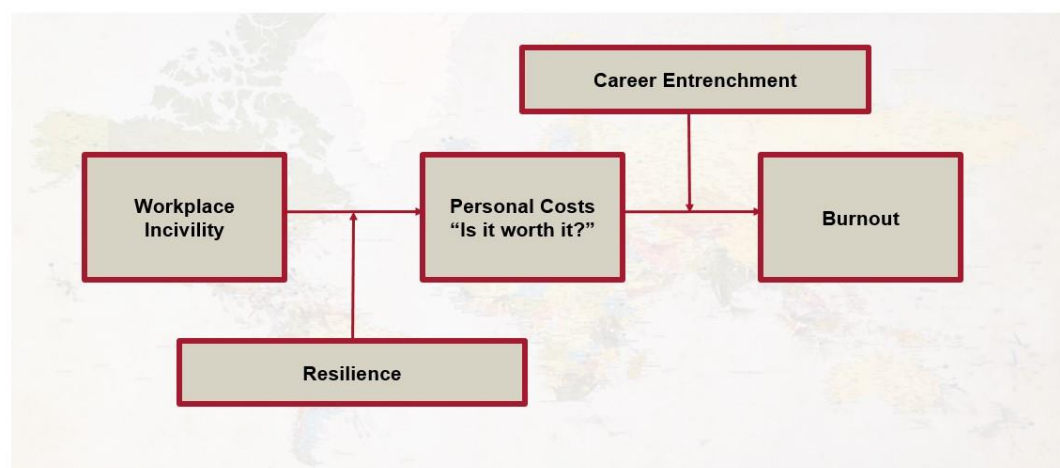 Career Entrenchment
Workplace
Incivility
Personal Costs
“Is it worth it?”
Burnout
Resilience